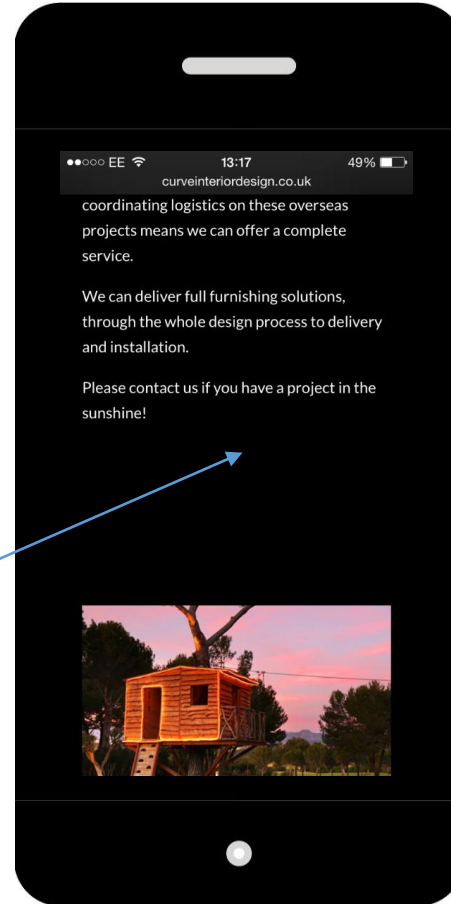 EE 13:17 49%
curveinteriordesign.co.uk
coordinating logistics on these overseas
projects means we can offer a complete
service.
We can deliver full furnishing solutions,
through the whole design process to delivery
and installation.
Please contact us if you have a project in the
sunshine!